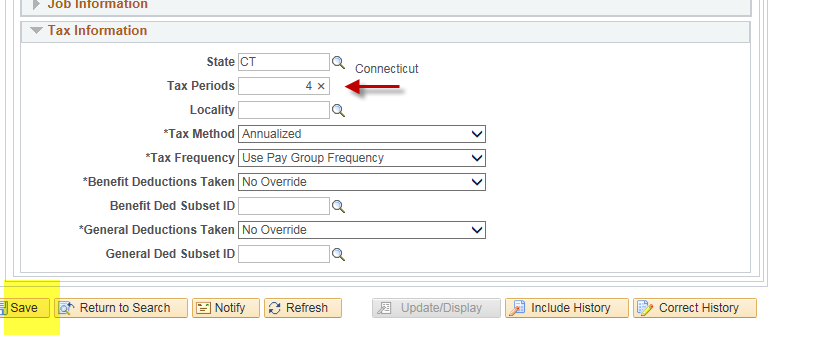 Job Information
Tax Information
State CT Connecticut
Tax Periods 4 ×
Locality
*Tax Method Annualized
*Tax Frequency Use Pay Group Frequency
*Benefit Deductions Taken No Override
Benefit Ded Subset ID
*General Deductions Taken No Override
General Ded Subset ID
Save Return to Search Notify Refresh Update/Display Include History Correct History